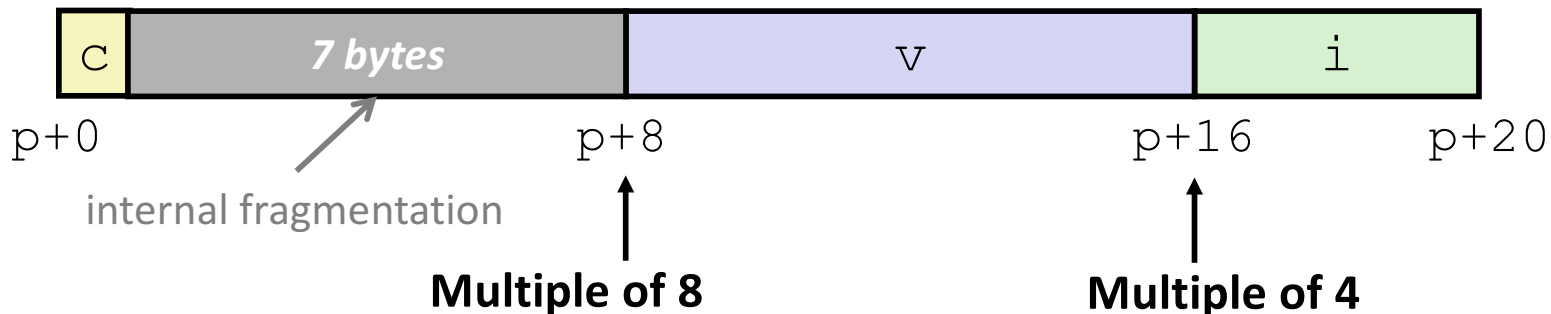 c 7 bytes v i
p+0 p+8 p+16 p+20
internal fragmentation
Multiple of 8 Multiple of 4